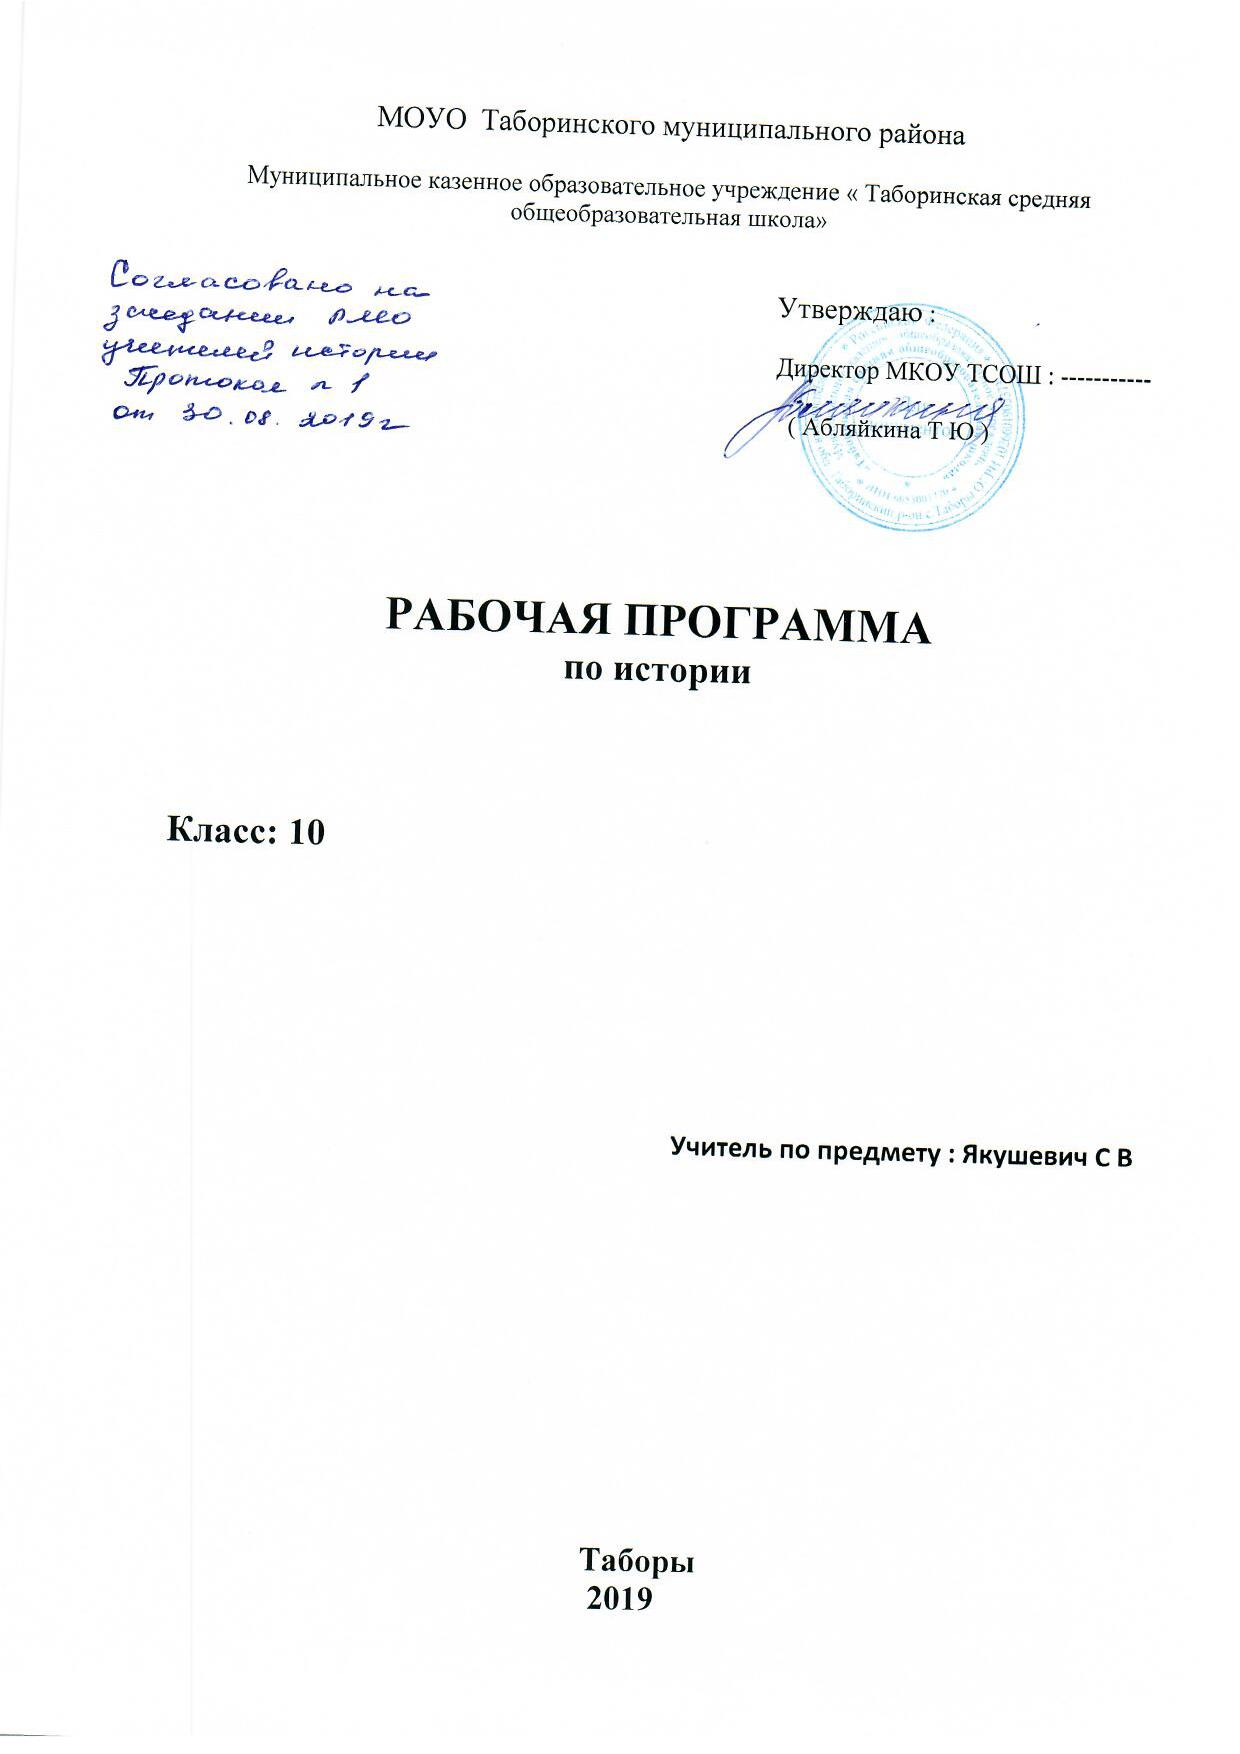 МОУО Таборинского муниципального района
Муниципальное казенное образовательное учреждение « Таборинская средняя
общеобразовательная школа»
Согласовано на
заседании РМО
учителей истории
Протокол № 1
от 30.08.2019г
Утверждаю :
Директор МКОУ ТСОШ : -----------
( Абляйкина Т Ю )
РАБОЧАЯ ПРОГРАММА
по истории
Класс: 10
Учитель по предмету : Якушевич С В
Таборы
2019